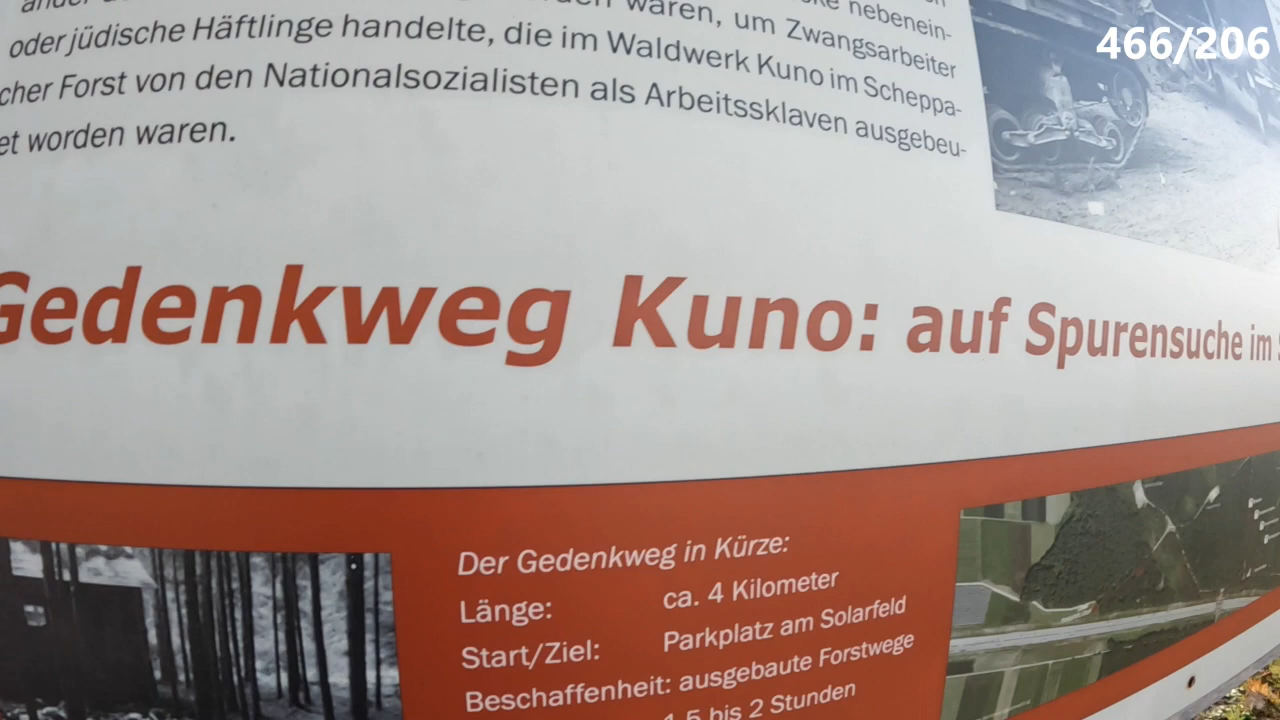 waren, um Zwangsarbeiter nebenein-
oder jüdische Häftlinge handelte, die im Waldwerk Kuno im Scheppa-
cher Forst von den Nationalsozialisten als Arbeitssklaven ausgebeu-
et worden waren.
466/206
Gedenkweg Kuno: auf Spurensuche im
Der Gedenkweg in Kürze:
Länge: ca. 4 Kilometer
Start/Ziel: Parkplatz am Solarfeld
Beschaffenheit: ausgebaute Forstwege
1,5 bis 2 Stunden